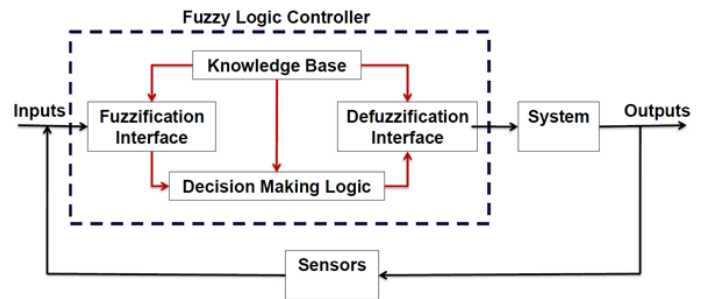 Fuzzy Logic Controller
Knowledge Base
Inputs
Fuzzification
Interface
Defuzzification
Interface
System
Outputs
Decision Making Logic
Sensors